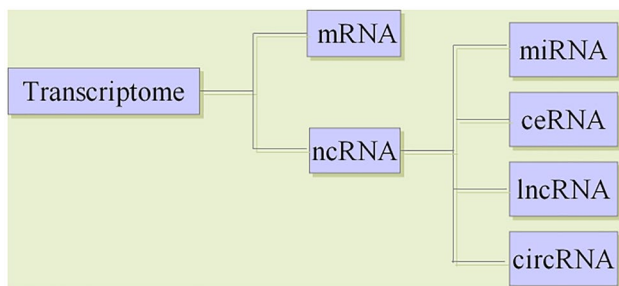 Transcriptome
mRNA
ncRNA
miRNA
ceRNA
lncRNA
circRNA